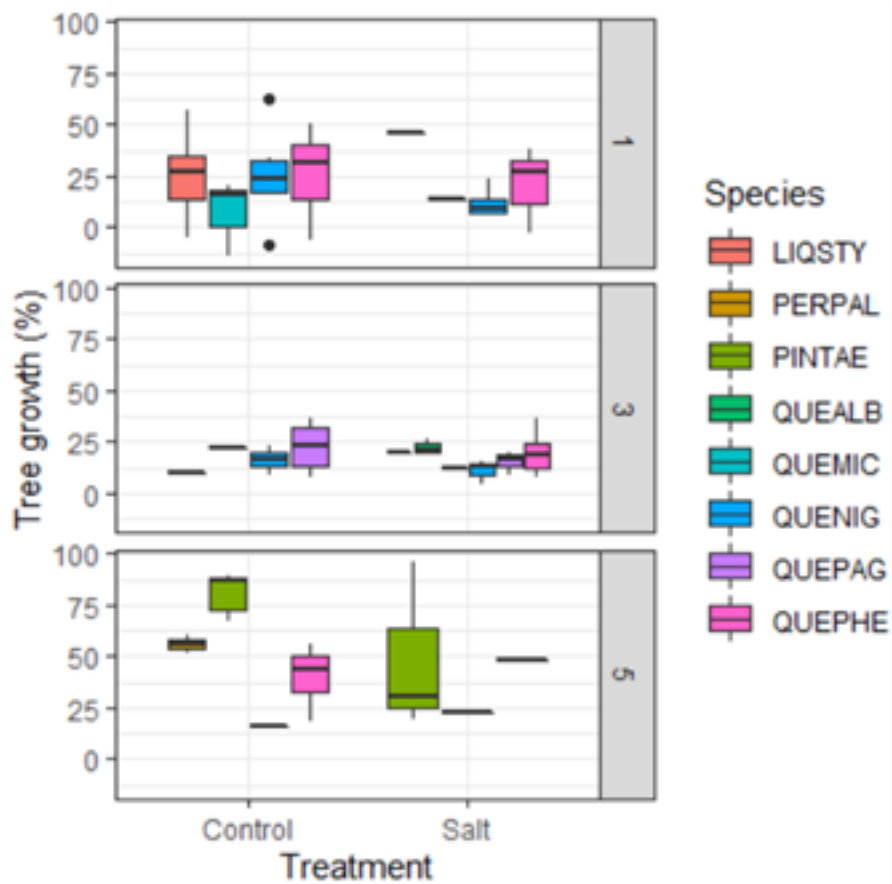 Tree growth (%)
100
75
50
25
0
1
100
75
50
25
0
3
100
75
50
25
0
5
Control Salt
Treatment
Species
LIQSTY
PERPAL
PINTAE
QUEALB
QUEMIC
QUENIG
QUEPAG
QUEPHE